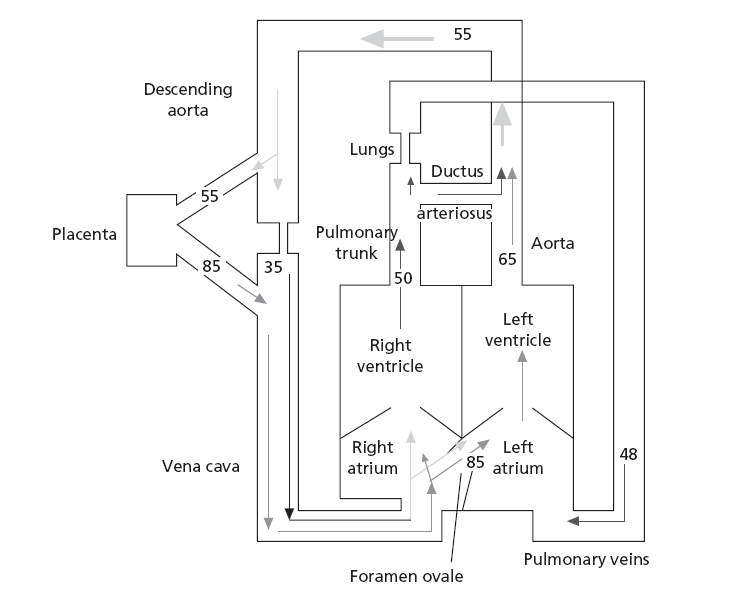 55
Descending
aorta
Lungs
Ductus
55
arteriosus
Placenta
Pulmonary
trunk
Aorta
85
35
65
50
Left
ventricle
Right
ventricle
Right
atrium
Left
atrium
85
48
Vena cava
Pulmonary veins
Foramen ovale